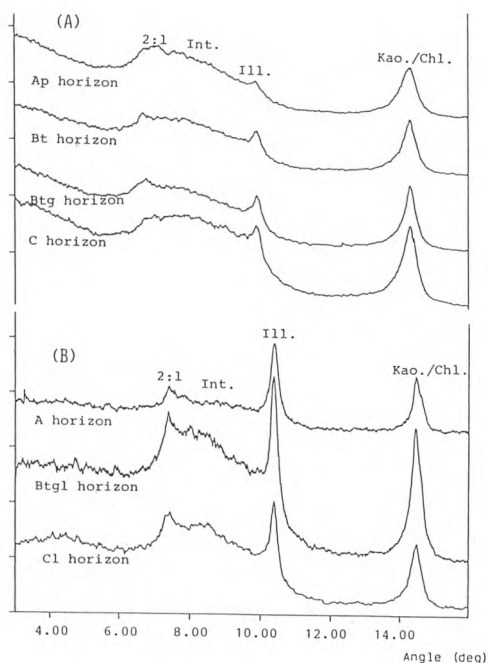 (A)
2:1
Int.
Ill.
Kao./Chl.
Ap horizon
Bt horizon
Btg horizon
C horizon
(B)
Ill.
2:1
Int.
Kao./Chl.
A horizon
Btgl horizon
Cl horizon
4.00 6.00 8.00 10.00 12.00 14.00
Angle (deg)